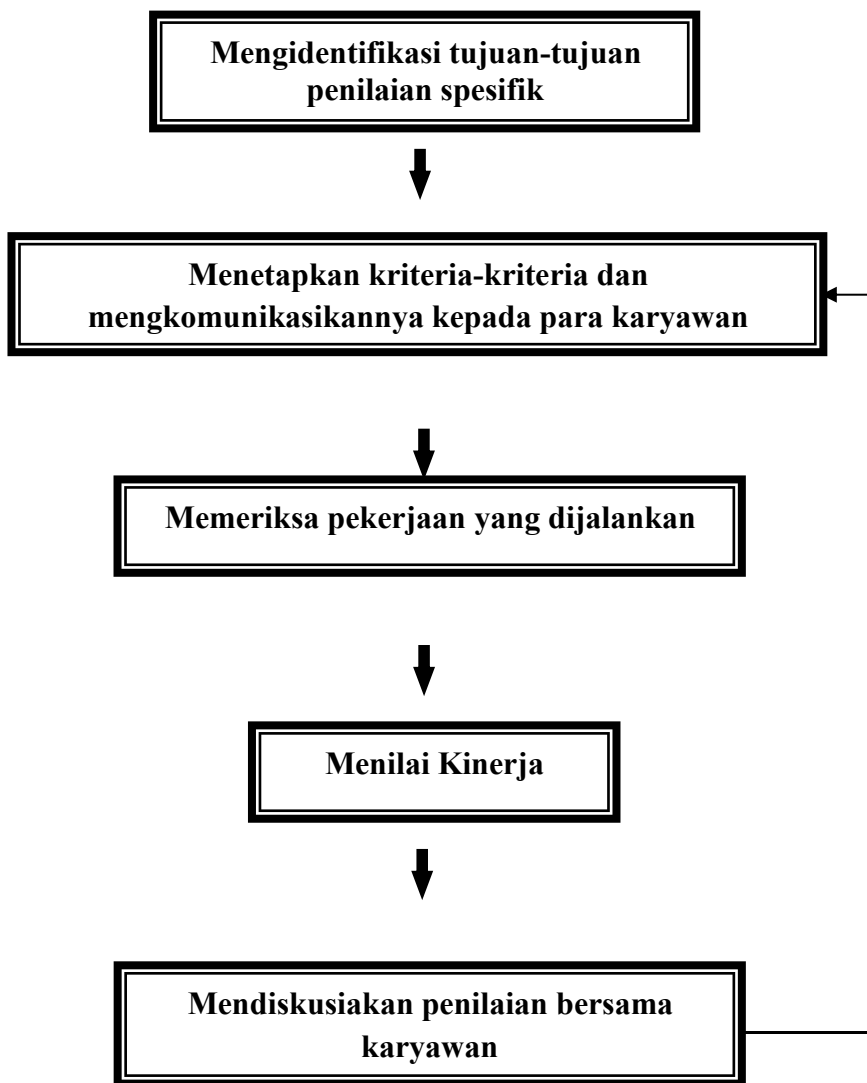 Mengidentifikasi tujuan-tujuan
penilaian spesifik
Menetapkan kriteria-kriteria dan
mengkomunikasikannya kepada para karyawan
Memeriksa pekerjaan yang dijalankan
Menilai Kinerja
Mendiskusiakan penilaian bersama
karyawan